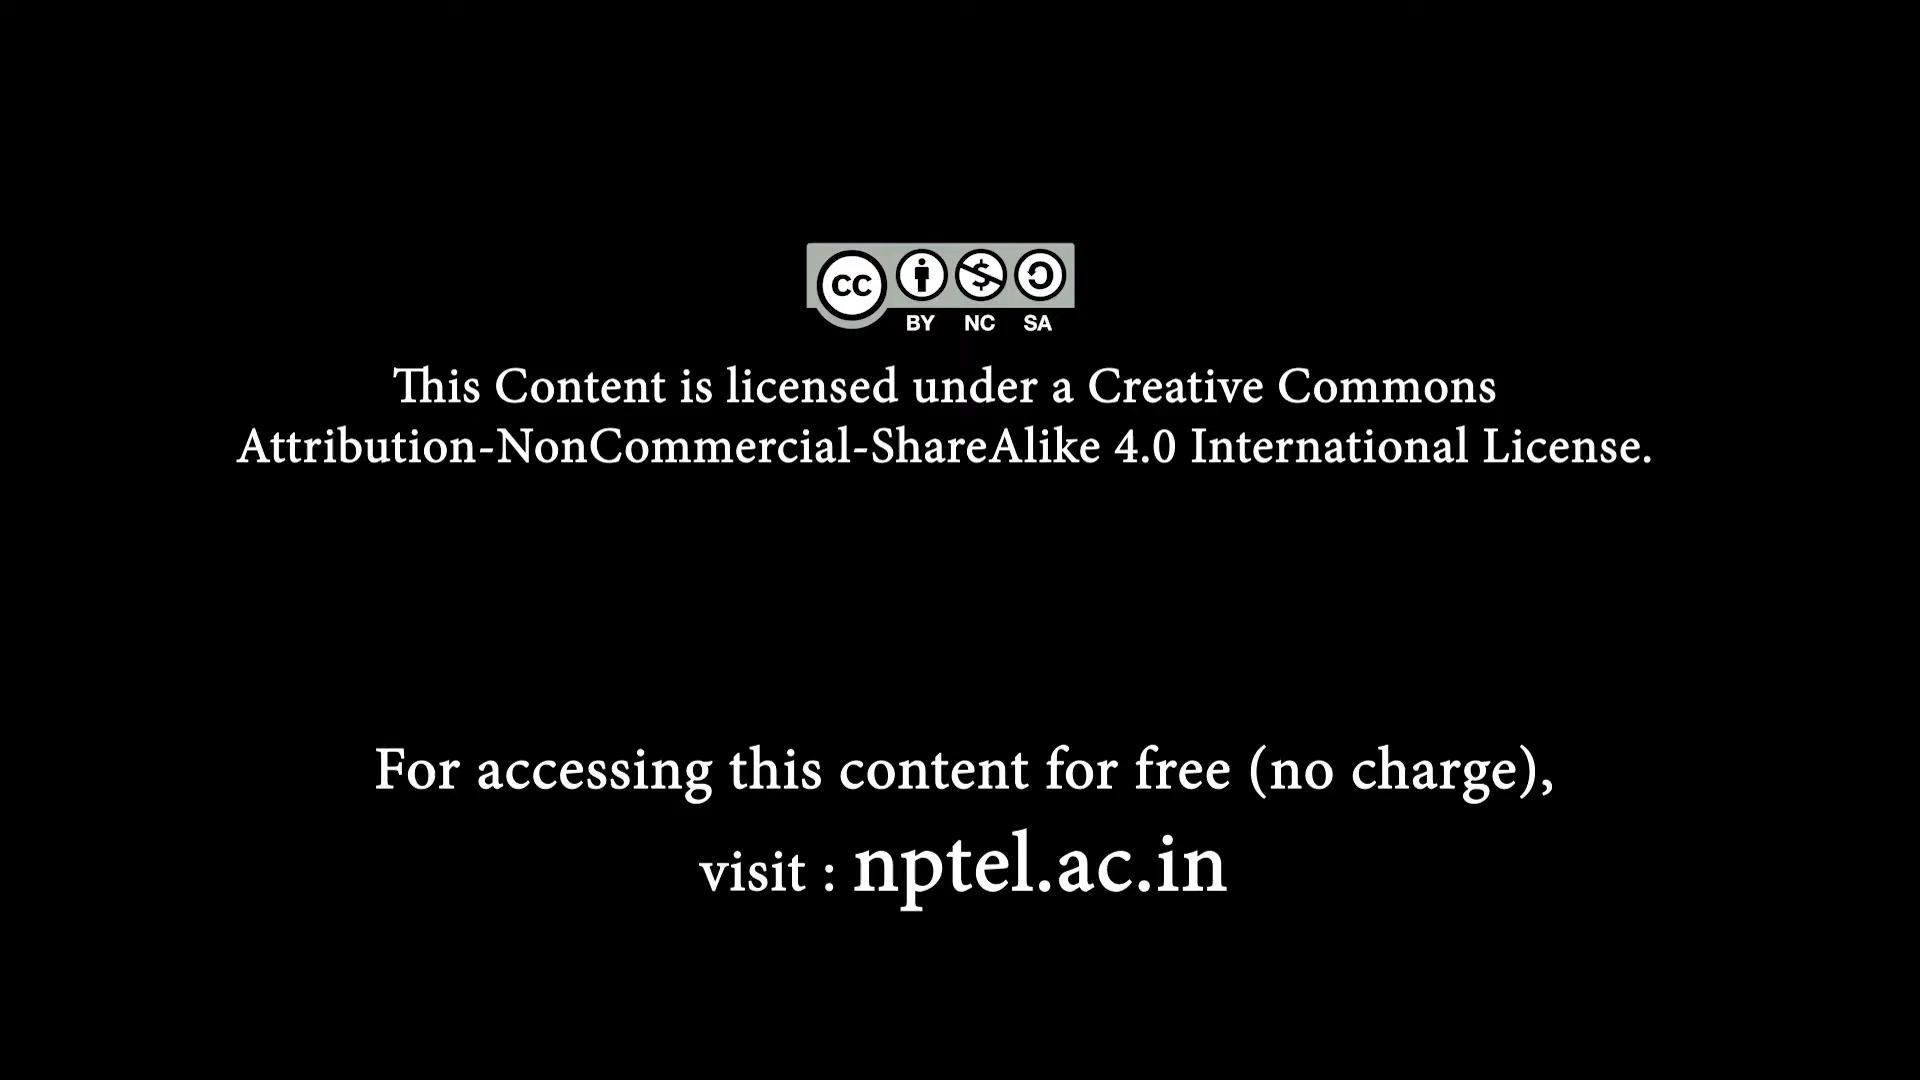 cc
BY NC SA
This Content is licensed under a Creative Commons
Attribution-NonCommercial-ShareAlike 4.0 International License.
For accessing this content for free (no charge),
visit : nptel.ac.in